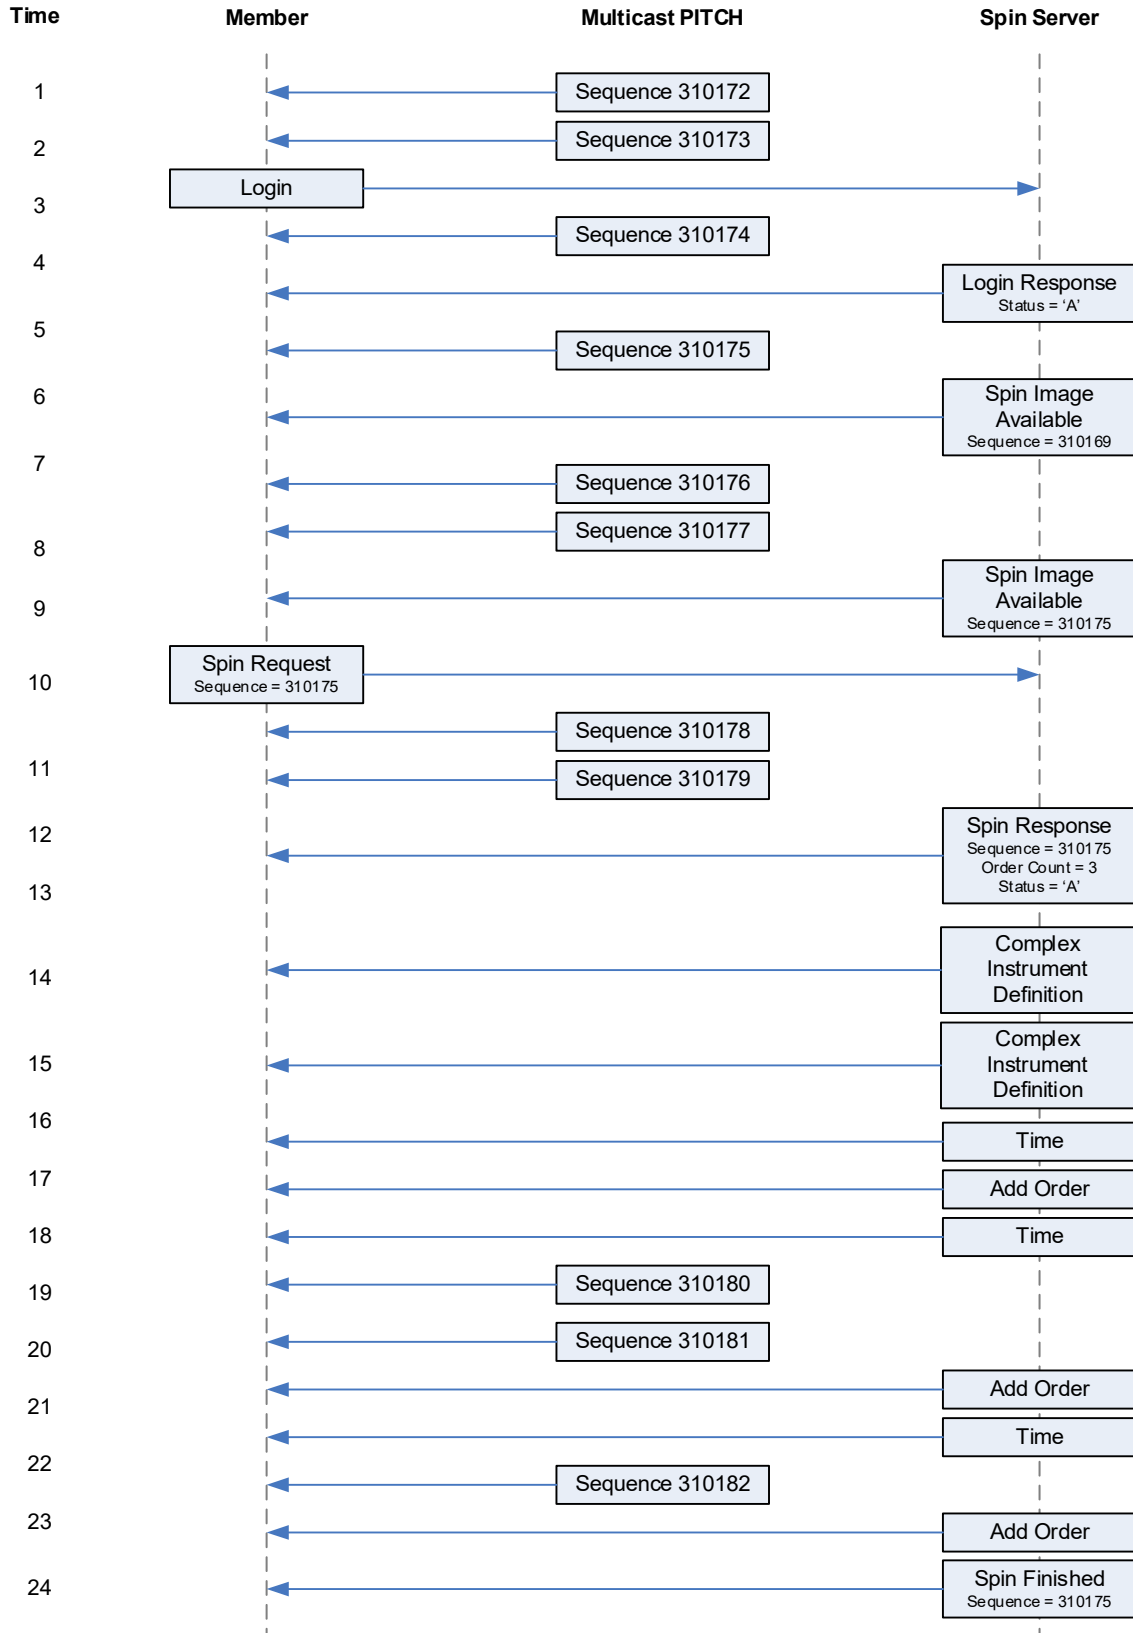 Time Member Multicast PITCH Spin Server
1 Sequence 310172
2 Sequence 310173
Login
3
Sequence 310174
4
Login Response
Status = ‘A’
5
Sequence 310175
6
Spin Image
Available
Sequence = 310169
7
Sequence 310176
Sequence 310177
8
Spin Image
Available
Sequence = 310175
9
Spin Request
Sequence = 310175
10
Sequence 310178
11
Sequence 310179
12
Spin Response
Sequence = 310175
Order Count = 3
Status = ‘A’
13
Complex
Instrument
Definition
14
Complex
Instrument
Definition
15
16
Time
17
Add Order
18
Time
19
Sequence 310180
20
Sequence 310181
Add Order
21
Time
22
Sequence 310182
23
Add Order
24
Spin Finished
Sequence = 310175